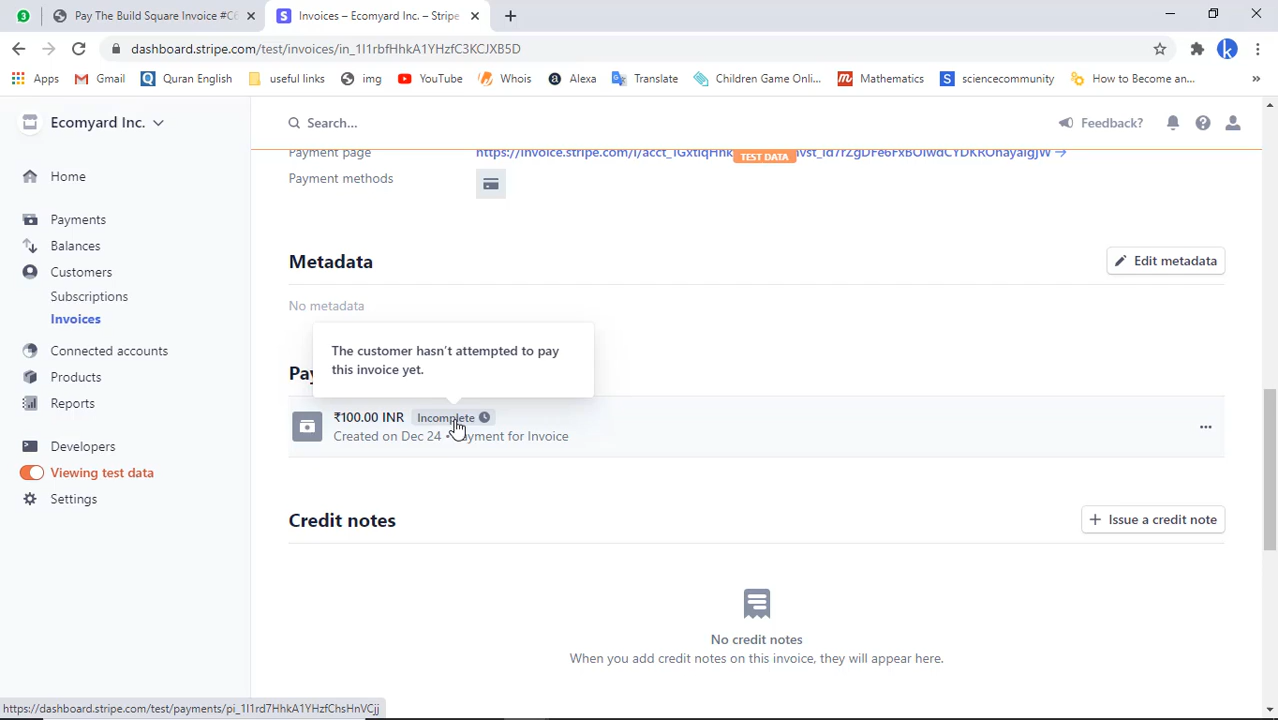 Pay The Build Square Invoice #C6
Invoices – Ecomyard Inc. – Stripe
dashboard.stripe.com/test/invoices/in_1I1rbfHhkA1YHzfC3KCJXB5D
Apps
Gmail
Quran English
useful links
img
YouTube
Whois
Alexa
Translate
Children Game Onli...
Mathematics
sciencecommunity
How to Become an...
Ecomyard Inc.
Search...
Feedback?
Home
Payments
Balances
Customers
Subscriptions
Invoices
Connected accounts
Products
Reports
Developers
Viewing test data
Settings
Payment page
TEST DATA
Payment methods
Metadata
Edit metadata
No metadata
The customer hasn't attempted to pay
this invoice yet.
₹100.00 INR Incomplete
Created on Dec 24 • Payment for Invoice
Credit notes
+ Issue a credit note
No credit notes
When you add credit notes on this invoice, they will appear here.
https://dashboard.stripe.com/test/payments/pi_1I1rd7HhkA1YHzfChsHnVCjj